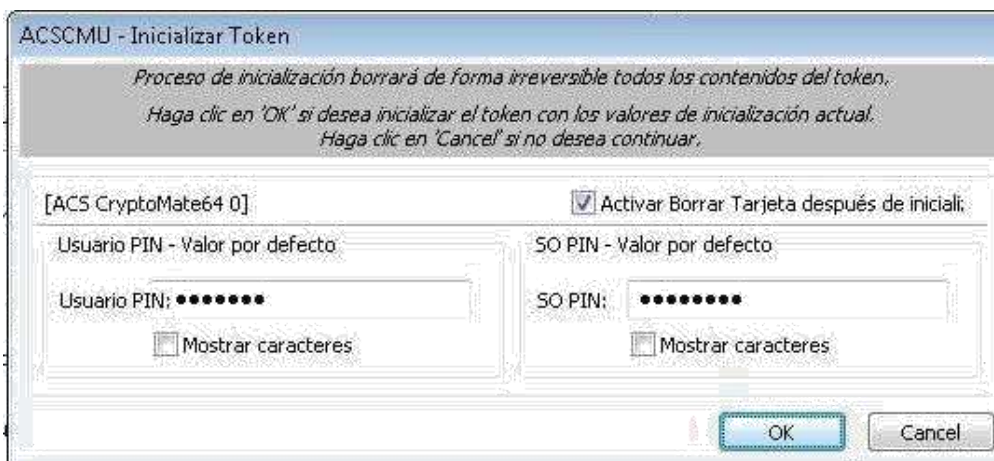 ACSCMU - Inicializar Token
Proceso de inicialización borrará de forma irreversible todos los contenidos del token.
Haga clic en 'OK' si desea inicializar el token con los valores de inicialización actual.
Haga clic en 'Cancel' si no desea continuar.
[ACS CryptoMate64 0]
Activar Borrar Tarjeta después de iniciali
Usuario PIN - Valor por defecto
SO PIN - Valor por defecto
Usuario PIN: ●●●●●●●
SO PIN: ●●●●●●●●
Mostrar caracteres
Mostrar caracteres
OK
Cancel